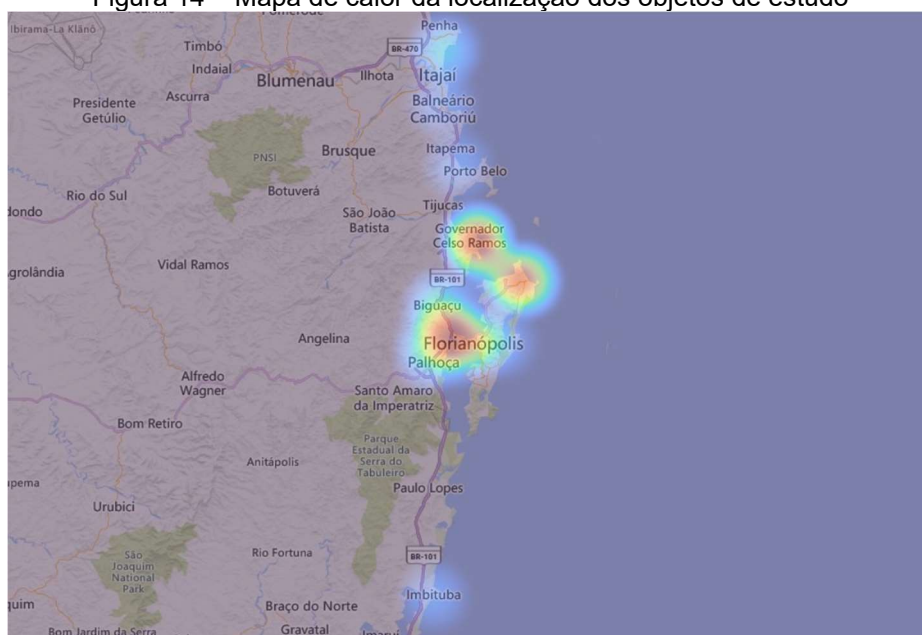 Figura 14 – Mapa de calor da localização dos objetos de estudo
Ibirama-La Klãnõ
Pomerode
Penha
Timbó
BR-470
Indaial
Blumenau
Ilhota
Itajaí
Ascurra
Presidente
Getúlio
Balneário
Camboriú
PNSI
Brusque
Itapema
Porto Belo
Botuverá
Rio do Sul
Tijucas
dondo
São João
Batista
Governador
Celso Ramos
Vidal Ramos
grolândia
BR-101
Biguaçu
Angelina
Florianópolis
Palhoça
Alfredo
Wagner
Santo Amaro
da Imperatriz
Bom Retiro
Parque
Estadual da
Serra do
Tabuleiro
Anitápolis
upema
Paulo Lopes
Urubici
São
Joaquim
National
Park
Rio Fortuna
BR-101
Imbituba
quim
Braço do Norte
Gravatal
Imaruí
Bom Jardim da Serra